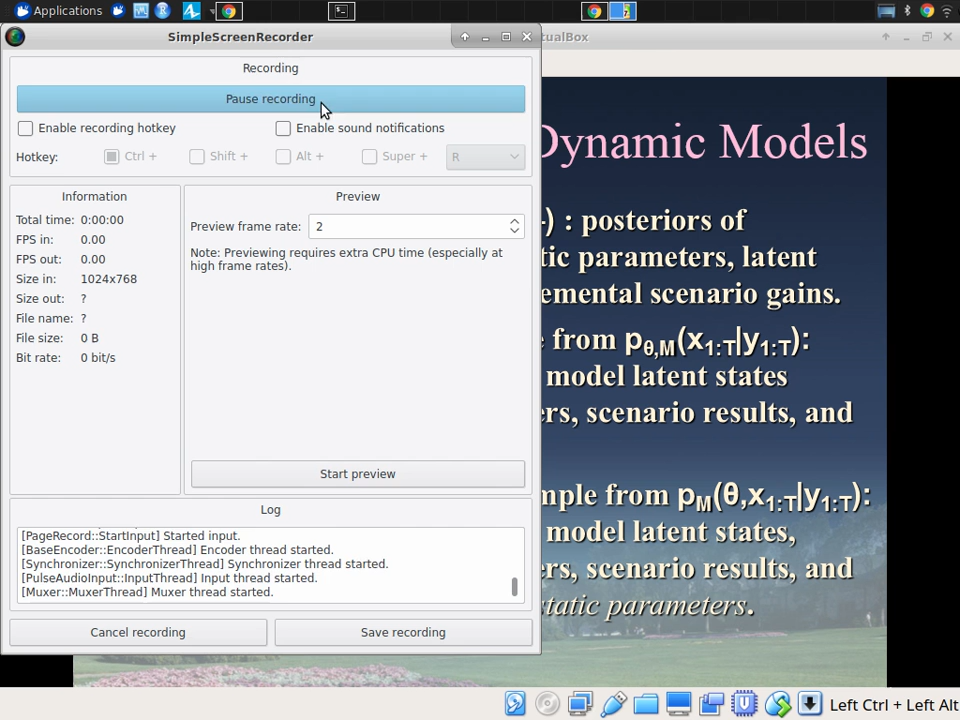 Applications
SimpleScreenRecorder
tualBox
Recording
Pause recording
Enable recording hotkey
Enable sound notifications
Hotkey: Ctrl + Shift + Alt + Super + R
Information
Total time: 0:00:00
FPS in: 0.00
FPS out: 0.00
Size in: 1024x768
Size out: ?
File name: ?
File size: 0 B
Bit rate: 0 bit/s
Preview
Preview frame rate: 2
Note: Previewing requires extra CPU time (especially at
high frame rates).
Start preview
Log
[PageRecord::StartInput] Started input.
[BaseEncoder::EncoderThread] Encoder thread started.
[Synchronizer::SynchronizerThread] Synchronizer thread started.
[PulseAudioInput::InputThread] Input thread started.
[Muxer::MuxerThread] Muxer thread started.
Cancel recording
Save recording
Dynamic Models
) : posteriors of
tic parameters, latent
emental scenario gains.
e from pθ,M(x1:T|y1:T):
model latent states
ers, scenario results, and
mple from pM(θ,x1:T|y1:T):
model latent states,
ers, scenario results, and
static parameters.
Left Ctrl + Left Alt